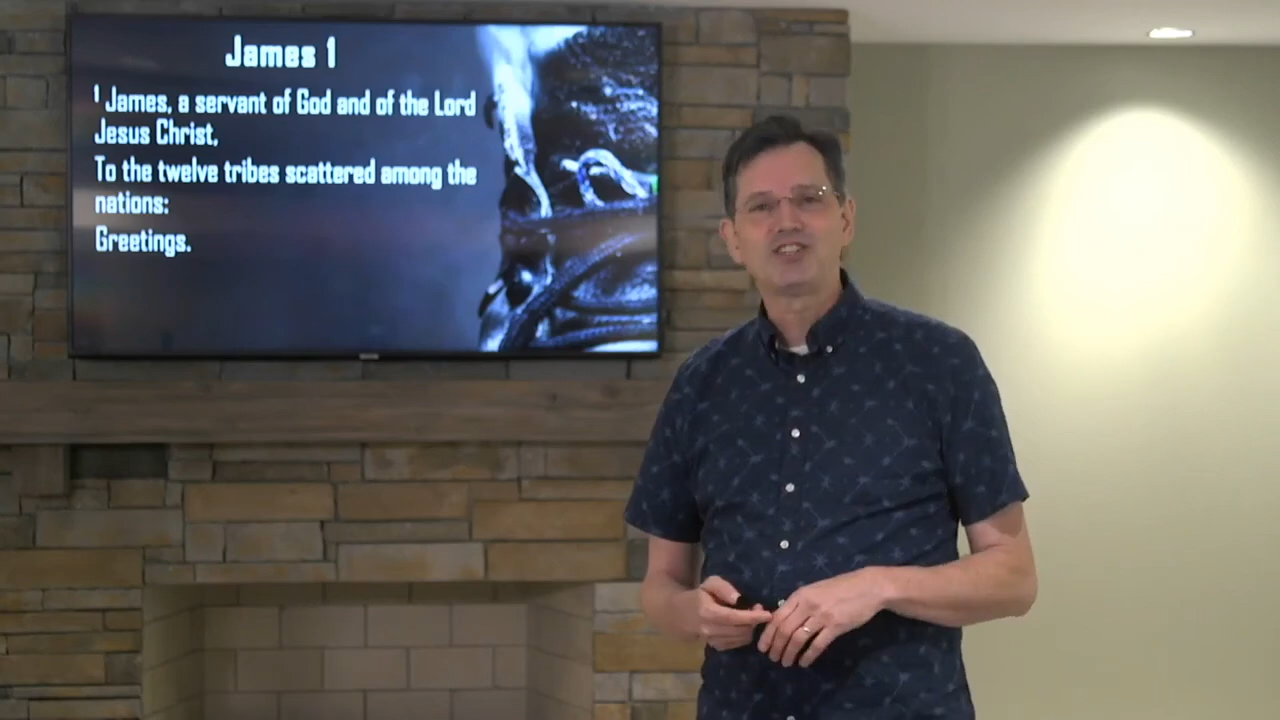 James 1
1 James, a servant of God and of the Lord
Jesus Christ,
To the twelve tribes scattered among the
nations:
Greetings.